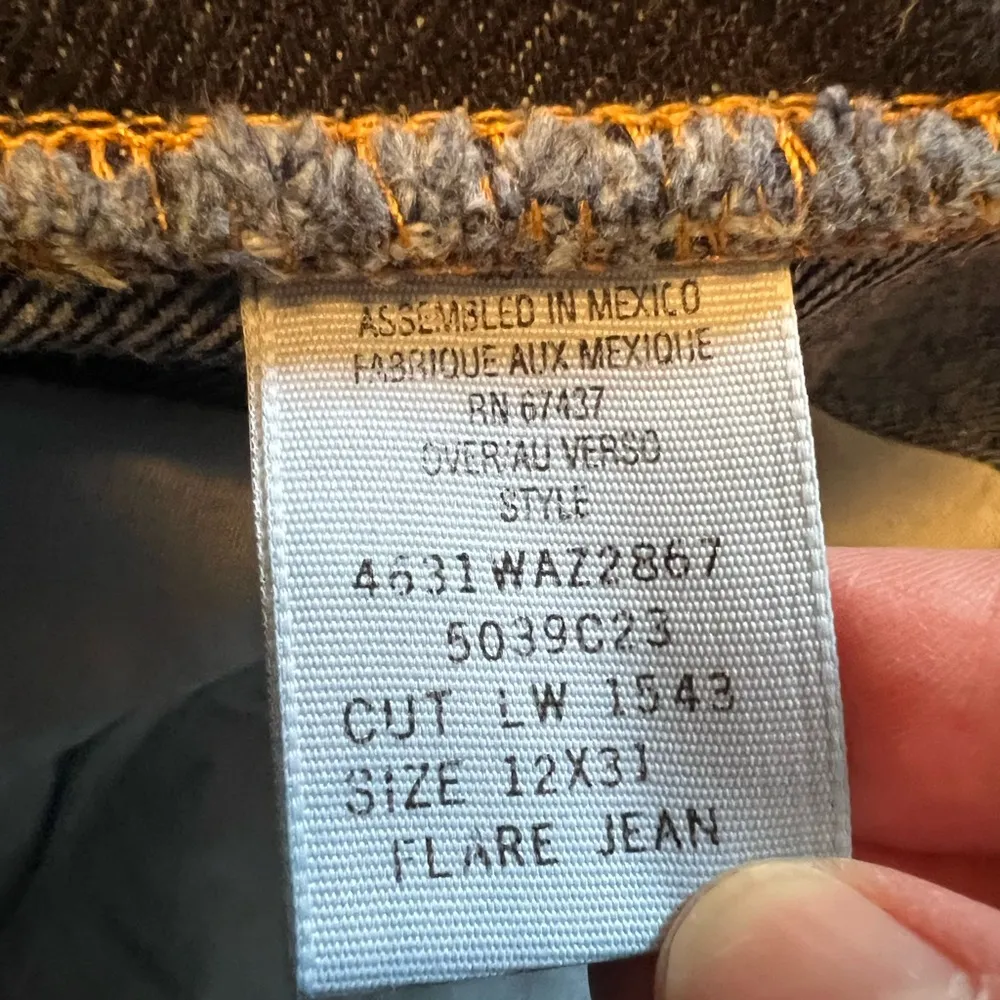 ASSEMBLED IN MEXICO
FABRIQUE AUX MEXIQUE
RN 67437
OVER/AU VERSO
STYLE
4631WAZ2867
5039C23
CUT LW 1543
SIZE 12X31
FLARE JEAN